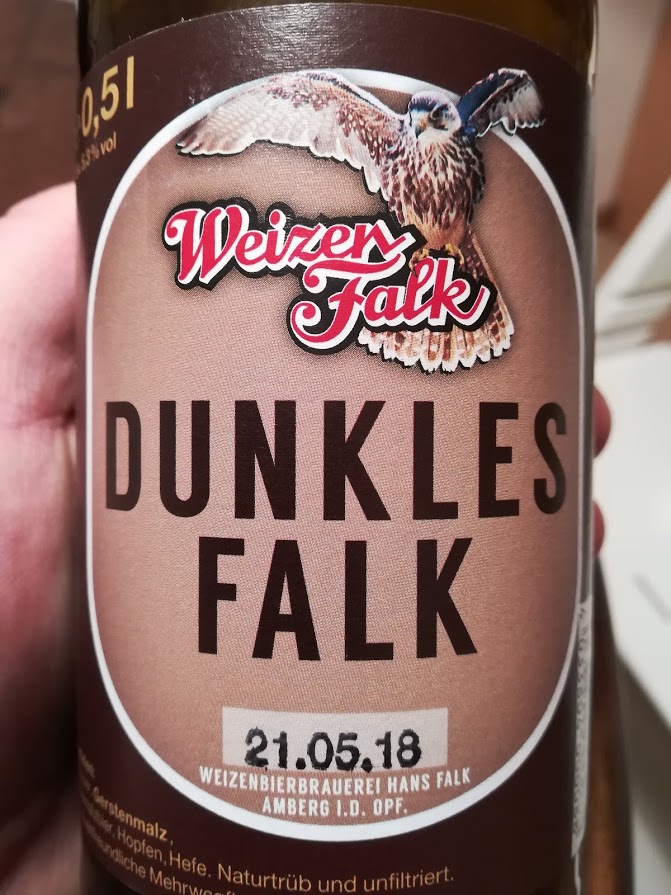 0,5l
% vol
Weizen
Falk
DUNKLES
FALK
21.05.18
WEIZENBIERBRAUEREI HANS FALK
AMBERG I.D. OPF.
Gerstenmalz,
Hopfen, Hefe. Naturtrüb und unfiltriert.